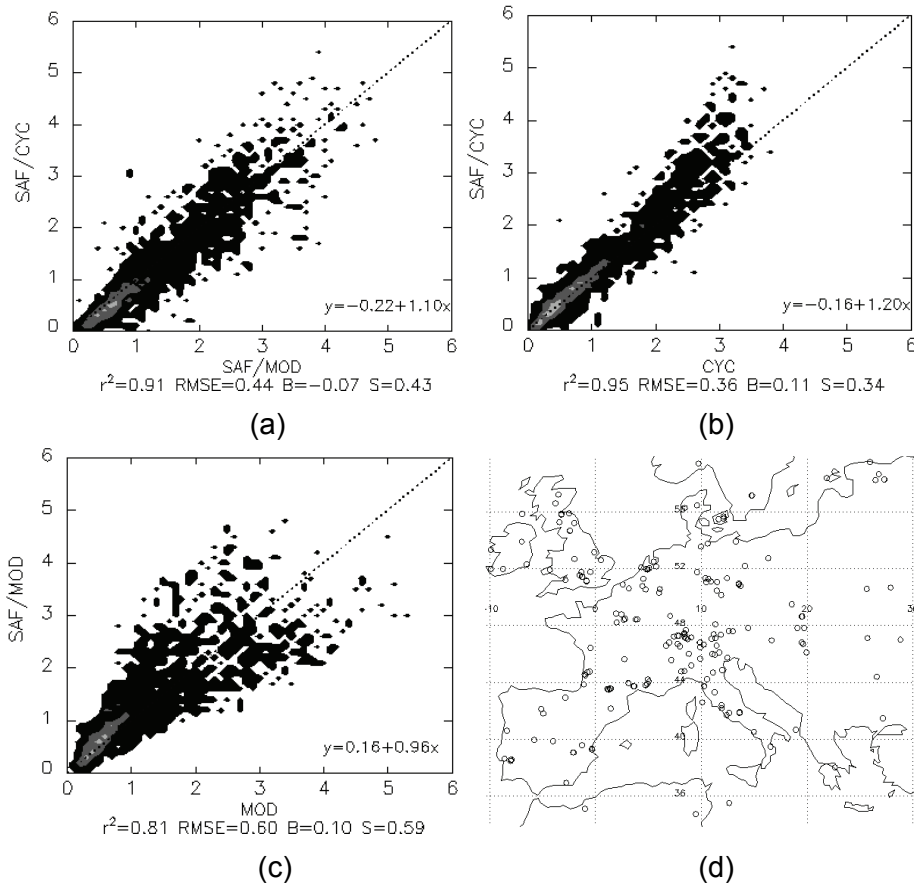 6
5
4
3
2
1
0
SAF/CYC
y=-0.22+1.10x
0 1 2 3 4 5 6
SAF/MOD
r²=0.91 RMSE=0.44 B=-0.07 S=0.43
(a)
6
5
4
3
2
1
0
SAF/CYC
y=-0.16+1.20x
0 1 2 3 4 5 6
CYC
r²=0.95 RMSE=0.36 B=0.11 S=0.34
(b)
6
5
4
3
2
1
0
SAF/MOD
y=0.16+0.96x
0 1 2 3 4 5 6
MOD
r²=0.81 RMSE=0.60 B=0.10 S=0.59
(c)
52
-10 0 10 20 30
48
44
40
36
(d)